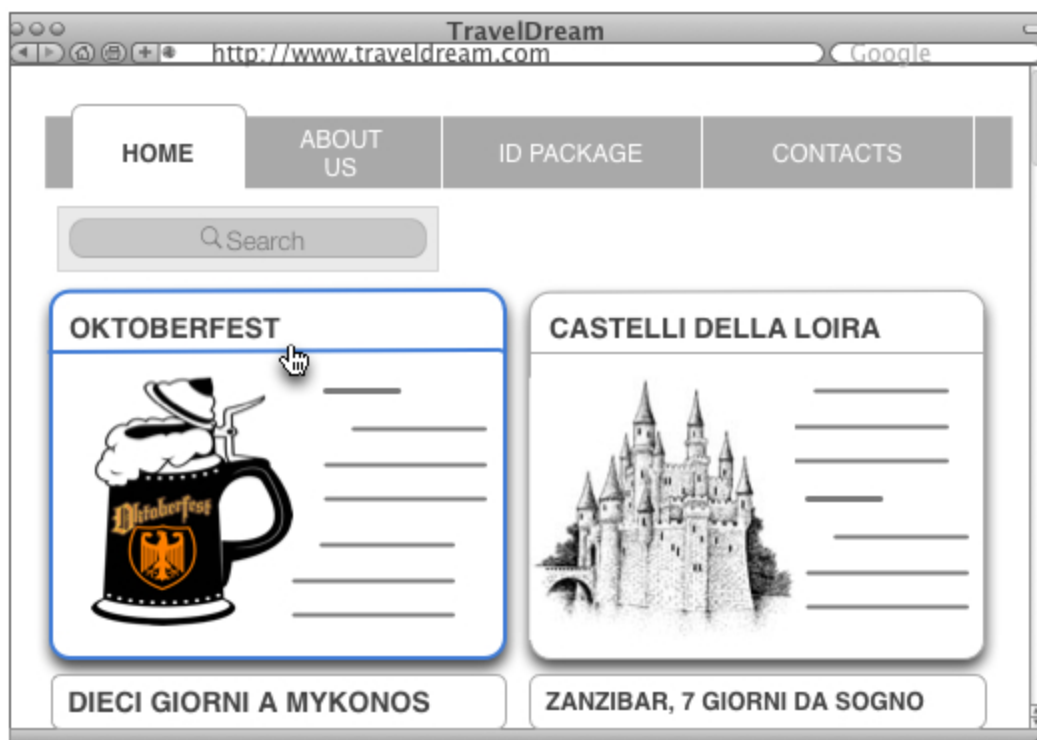 TravelDream
http://www.traveldream.com
Google
HOME
ABOUT
US
ID PACKAGE
CONTACTS
Search
OKTOBERFEST
CASTELLI DELLA LOIRA
Oktoberfest
DIECI GIORNI A MYKONOS
ZANZIBAR, 7 GIORNI DA SOGNO